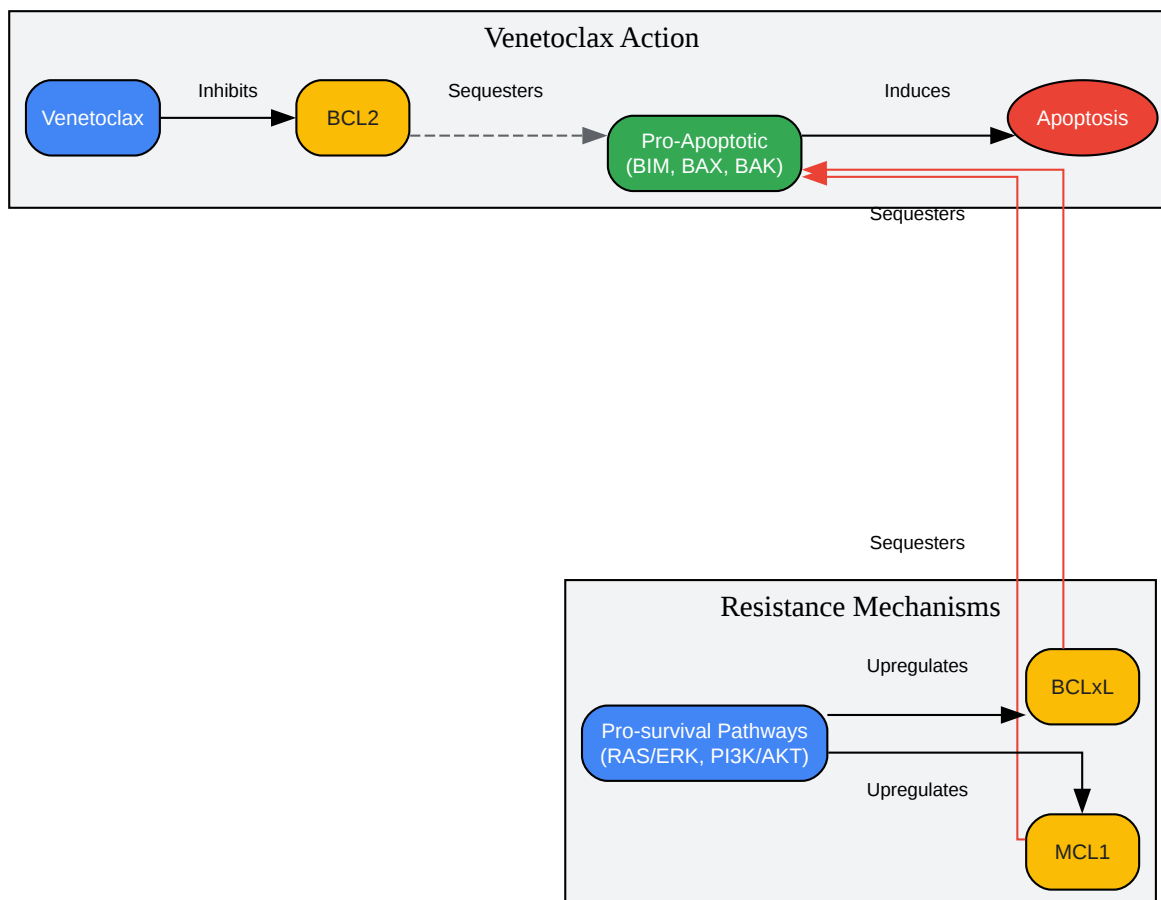 Venetoclax Action
Inhibits
Sequesters
Induces
Venetoclax
BCL2
Apoptosis
Pro-Apoptotic
(BIM, BAX, BAK)
Sequesters
Sequesters
Resistance Mechanisms
Upregulates
BCLxL
Pro-survival Pathways
(RAS/ERK, PI3K/AKT)
Upregulates
MCL1